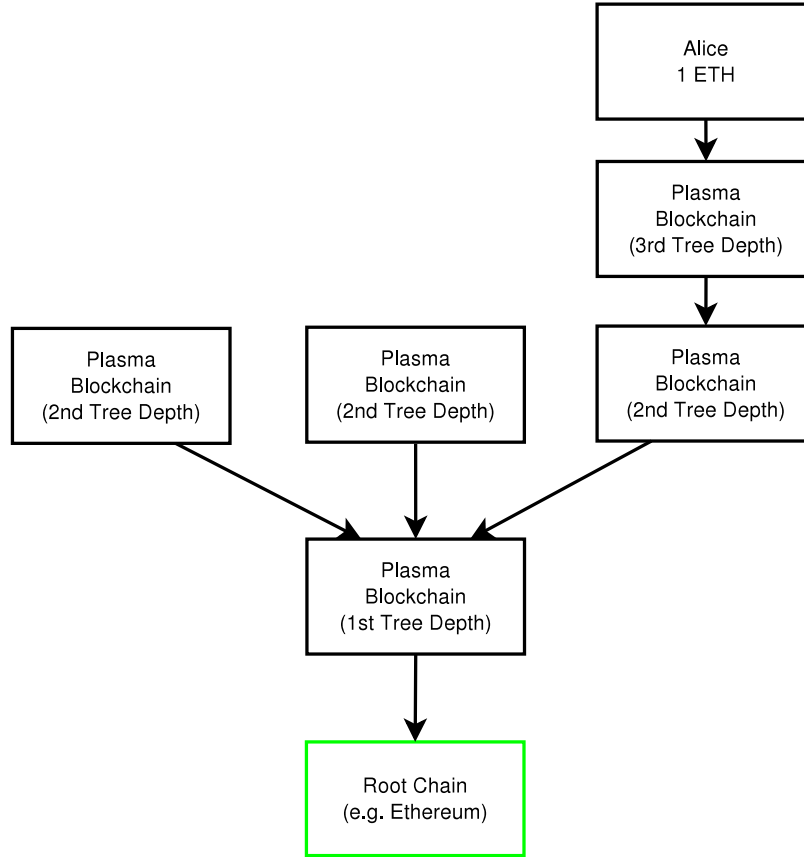 Alice
1 ETH
Plasma
Blockchain
(3rd Tree Depth)
Plasma
Blockchain
(2nd Tree Depth)
Plasma
Blockchain
(2nd Tree Depth)
Plasma
Blockchain
(2nd Tree Depth)
Plasma
Blockchain
(1st Tree Depth)
Root Chain
(e.g. Ethereum)